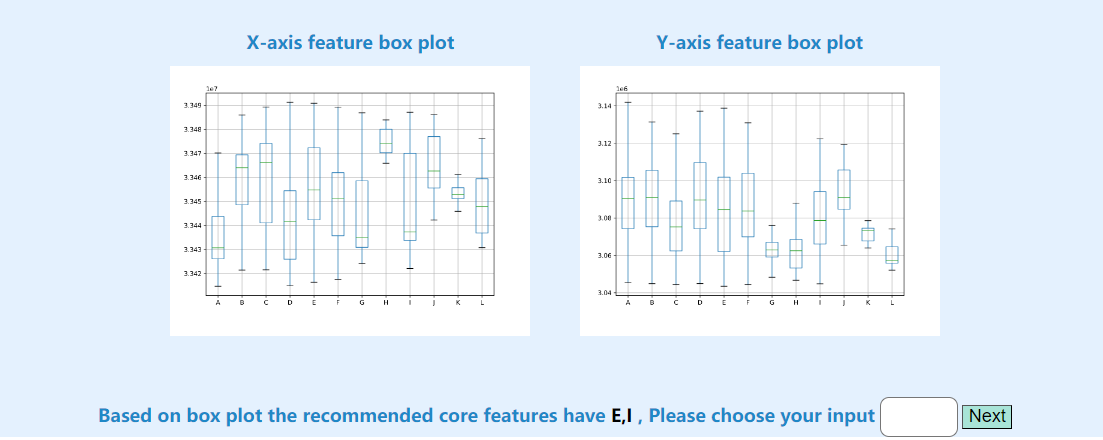 X-axis feature box plot
Y-axis feature box plot
1e7
3.349
3.348
3.347
3.346
3.345
3.344
3.343
3.342
A B C D E F G H I J K L
1e6
3.14
3.12
3.10
3.08
3.06
3.04
A B C D E F G H I J K L
Based on box plot the recommended core features have E,I , Please choose your input Next